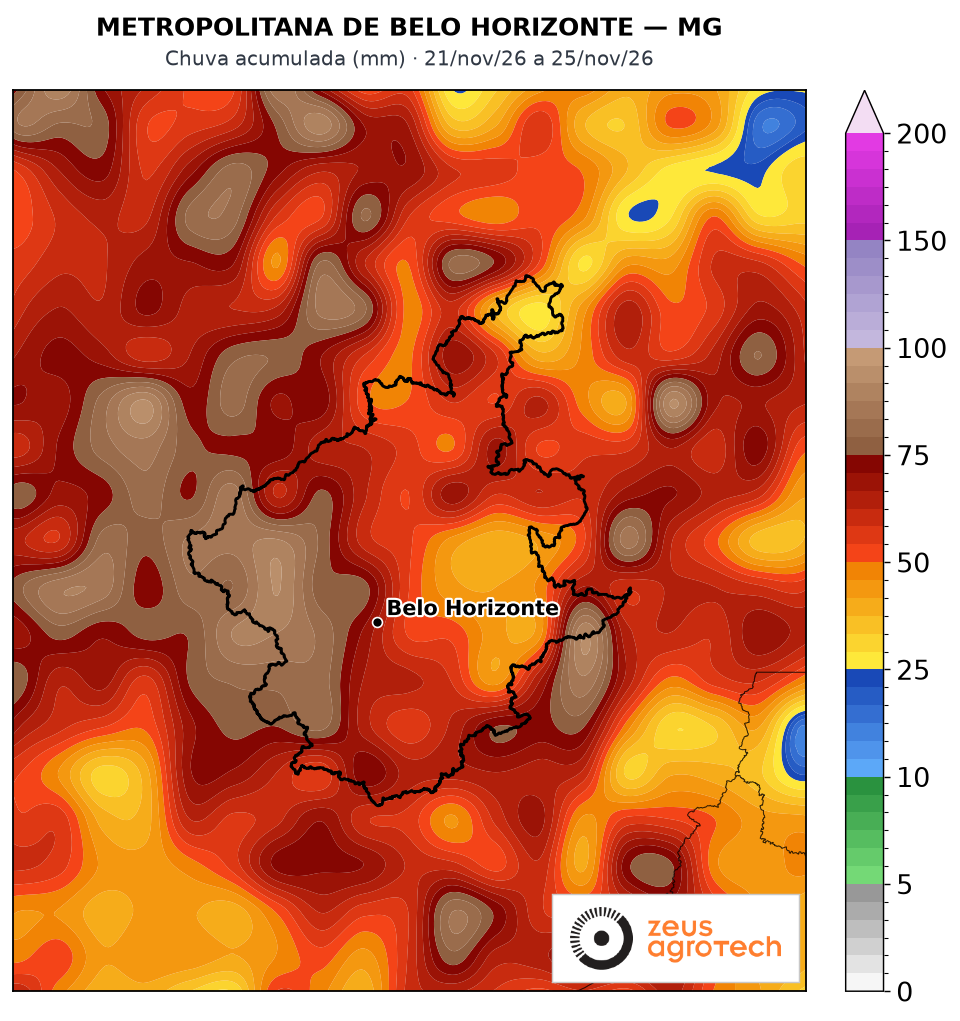 METROPOLITANA DE BELO HORIZONTE — MG
Chuva acumulada (mm) · 21/nov/26 a 25/nov/26
200
150
100
75
50
25
10
5
0
Belo Horizonte
zeus
agroTech